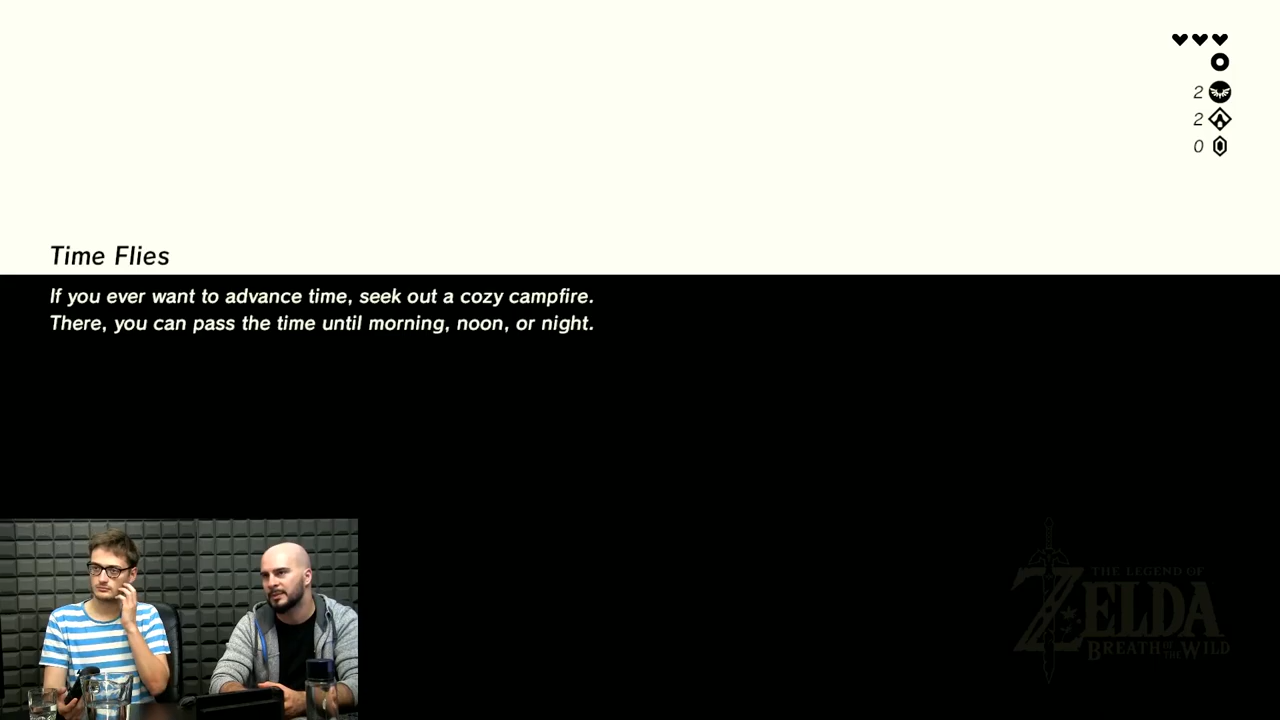 2
2
0
Time Flies
If you ever want to advance time, seek out a cozy campfire.
There, you can pass the time until morning, noon, or night.
THE LEGEND OF
ZELDA
BREATH OF THE WILD